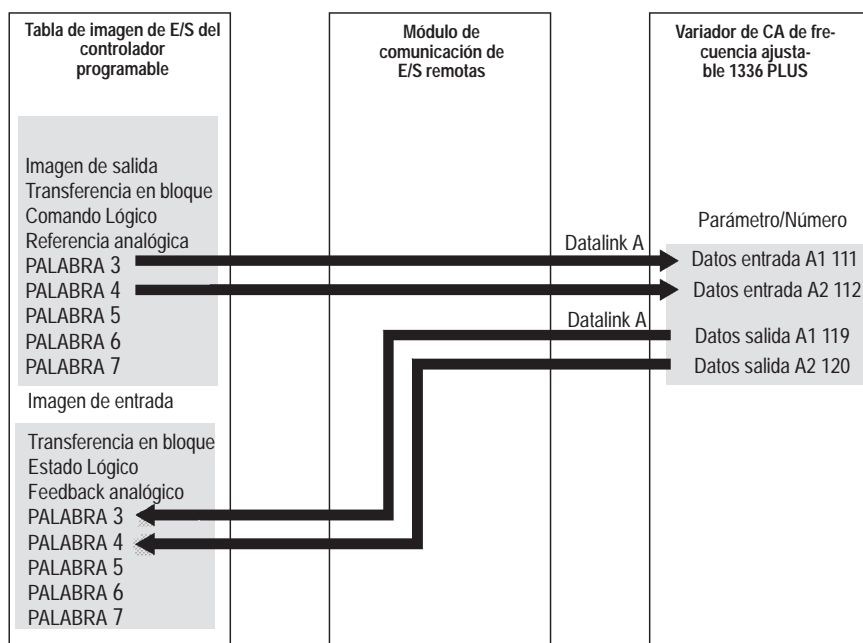 Tabla de imagen de E/S del
controlador
programable
Módulo de
comunicación de
E/S remotas
Variador de CA de fre-
cuencia ajusta-
ble 1336 PLUS
Imagen de salida
Transferencia en bloque
Comando Lógico
Referencia analógica
PALABRA 3
PALABRA 4
PALABRA 5
PALABRA 6
PALABRA 7
Imagen de entrada
Transferencia en bloque
Estado Lógico
Feedback analógico
PALABRA 3
PALABRA 4
PALABRA 5
PALABRA 6
PALABRA 7
Datalink A
Datalink A
Parámetro/Número
Datos entrada A1 111
Datos entrada A2 112
Datos salida A1 119
Datos salida A2 120